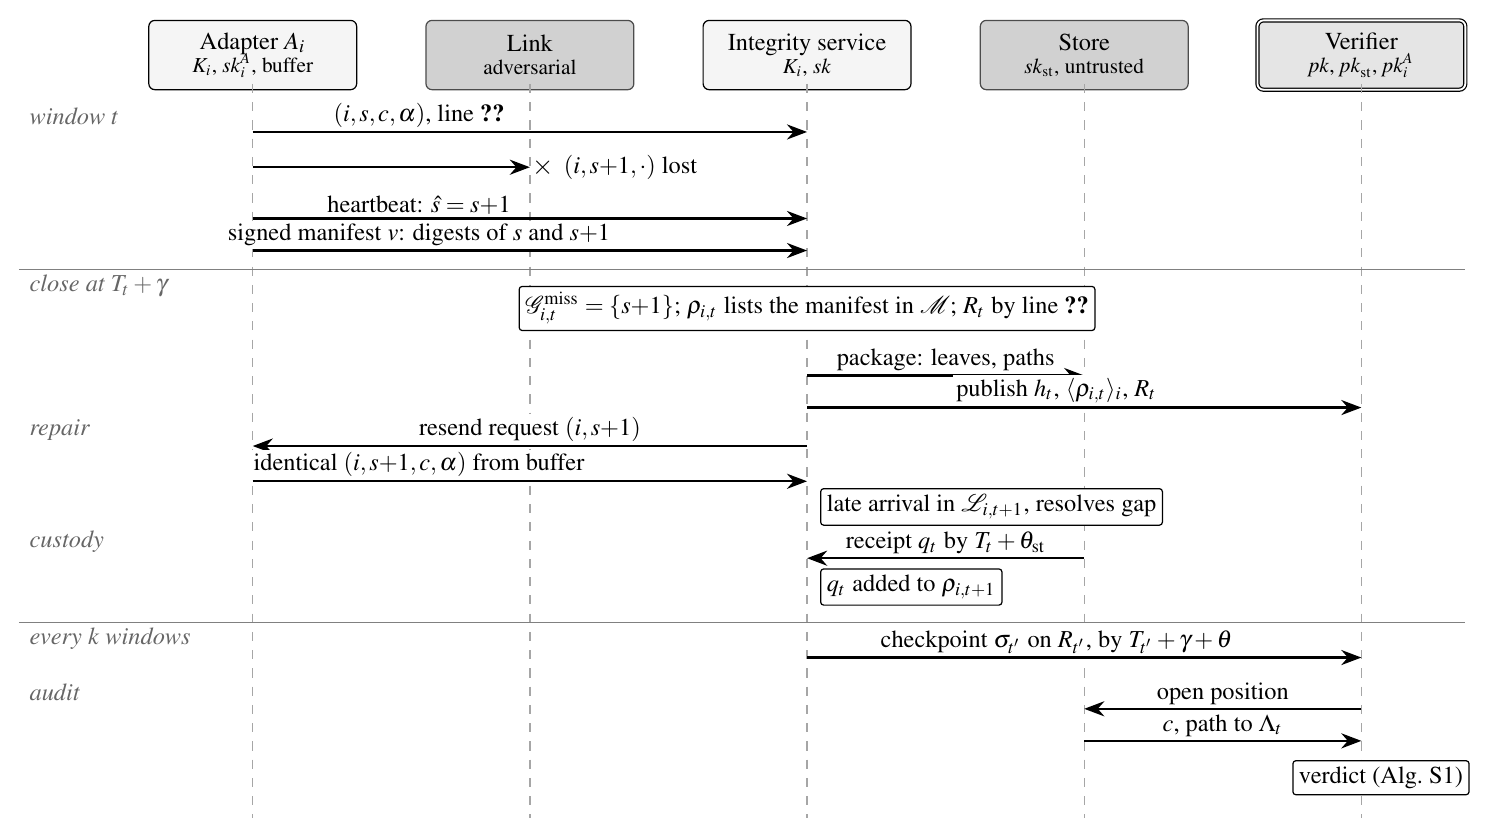 Adapter A_i
K_i, sk_i^A, buffer
Link
adversarial
Integrity service
K_i, sk
Store
sk_st, untrusted
Verifier
pk, pk_st, pk_i^A
window t
(i, s, c, α), line ??
× (i, s+1, ·) lost
heartbeat: ŝ = s+1
signed manifest v: digests of s and s+1
close at T_t + γ
𝒢_{i,t}^{miss} = {s+1}; ρ_{i,t} lists the manifest in ℳ; R_t by line ??
package: leaves, paths
publish h_t, ⟨ρ_{i,t}⟩_i, R_t
repair
resend request (i, s+1)
identical (i, s+1, c, α) from buffer
late arrival in ℒ_{i,t+1}, resolves gap
custody
receipt q_t by T_t + θ_st
q_t added to ρ_{i,t+1}
every k windows
checkpoint σ_{t′} on R_{t′}, by T_{t′} + γ + θ
audit
open position
c, path to Λ_t
verdict (Alg. S1)